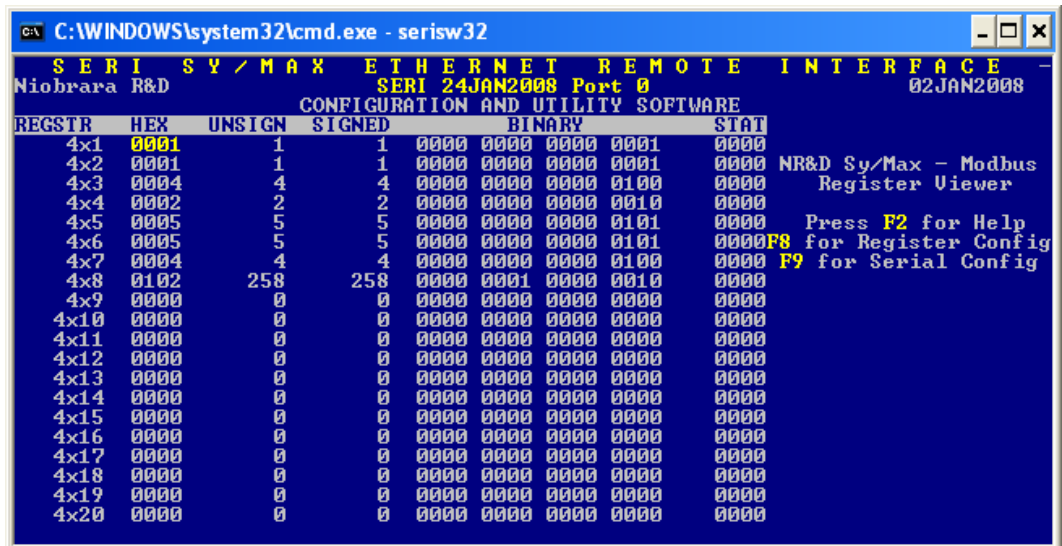 C:\WINDOWS\system32\cmd.exe - serisw32
S E R I   S Y / M A X   E T H E R N E T   R E M O T E   I N T E R F A C E -
Niobrara R&D SERI 24JAN2008 Port 0 02JAN2008
CONFIGURATION AND UTILITY SOFTWARE
REGSTR HEX UNSIGN SIGNED BINARY STAT
4x1 0001 1 1 0000 0000 0000 0001 0000
4x2 0001 1 1 0000 0000 0000 0001 0000 NR&D Sy/Max - Modbus
4x3 0004 4 4 0000 0000 0000 0100 0000 Register Viewer
4x4 0002 2 2 0000 0000 0000 0010 0000
4x5 0005 5 5 0000 0000 0000 0101 0000 Press F2 for Help
4x6 0005 5 5 0000 0000 0000 0101 0000F8 for Register Config
4x7 0004 4 4 0000 0000 0000 0100 0000 F9 for Serial Config
4x8 0102 258 258 0000 0001 0000 0010 0000
4x9 0000 0 0 0000 0000 0000 0000 0000
4x10 0000 0 0 0000 0000 0000 0000 0000
4x11 0000 0 0 0000 0000 0000 0000 0000
4x12 0000 0 0 0000 0000 0000 0000 0000
4x13 0000 0 0 0000 0000 0000 0000 0000
4x14 0000 0 0 0000 0000 0000 0000 0000
4x15 0000 0 0 0000 0000 0000 0000 0000
4x16 0000 0 0 0000 0000 0000 0000 0000
4x17 0000 0 0 0000 0000 0000 0000 0000
4x18 0000 0 0 0000 0000 0000 0000 0000
4x19 0000 0 0 0000 0000 0000 0000 0000
4x20 0000 0 0 0000 0000 0000 0000 0000